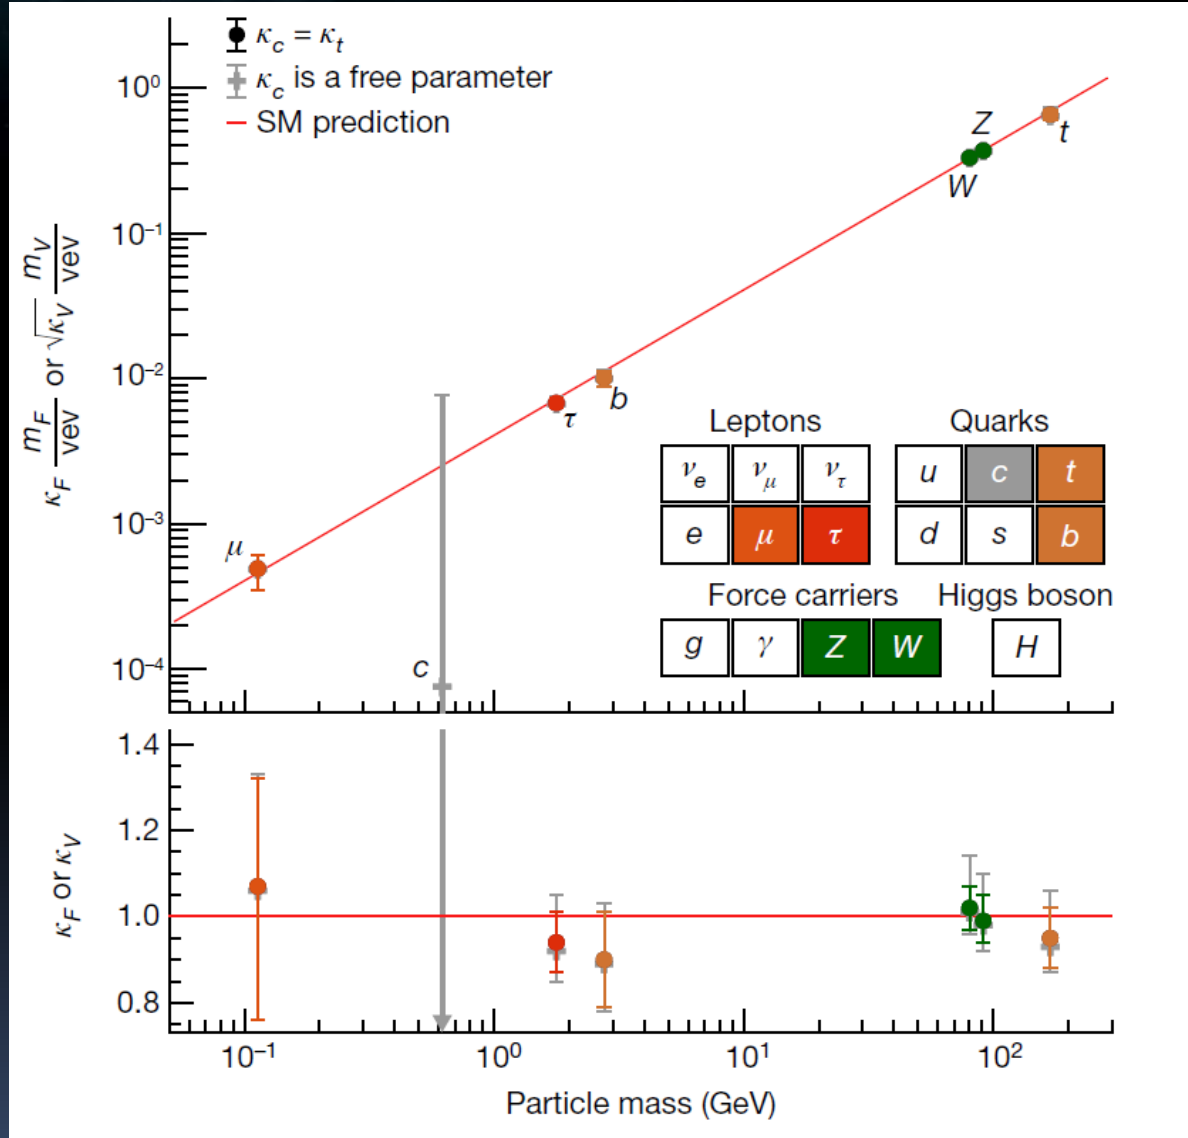 κc = κt
κc is a free parameter
SM prediction
10⁰
10⁻¹
10⁻²
10⁻³
10⁻⁴
κF mF/vev or √κV mV/vev
Z
W
t
τ
b
μ
c
Leptons Quarks
νe νμ ντ u c t
e μ τ d s b
Force carriers Higgs boson
g γ Z W H
1.4
1.2
1.0
0.8
κF or κV
10⁻¹ 10⁰ 10¹ 10²
Particle mass (GeV)